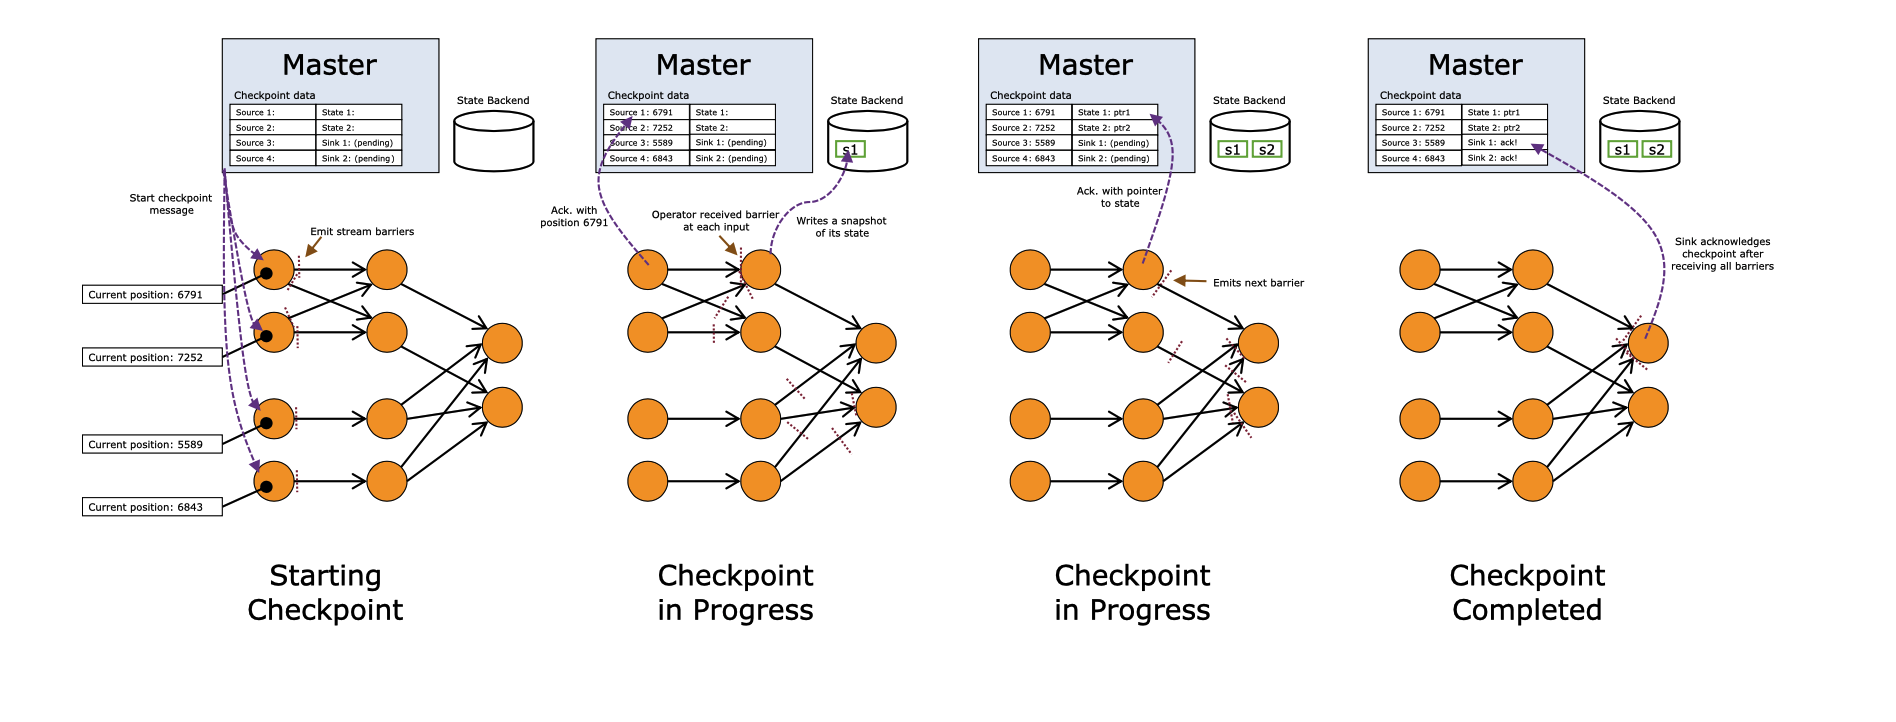 Master
Checkpoint data
Source 1:
State 1:
Source 2:
State 2:
Source 3:
Sink 1: (pending)
Source 4:
Sink 2: (pending)
State Backend
Start checkpoint
message
Emit stream barriers
Current position: 6791
Current position: 7252
Current position: 5589
Current position: 6843
Starting
Checkpoint
Master
Checkpoint data
Source 1: 6791
State 1:
Source 2: 7252
State 2:
Source 3: 5589
Sink 1: (pending)
Source 4: 6843
Sink 2: (pending)
State Backend
s1
Ack. with
position 6791
Operator received barrier
at each input
Writes a snapshot
of its state
Checkpoint
in Progress
Master
Checkpoint data
Source 1: 6791
State 1: ptr1
Source 2: 7252
State 2: ptr2
Source 3: 5589
Sink 1: (pending)
Source 4: 6843
Sink 2: (pending)
State Backend
s1
s2
Ack. with pointer
to state
Emits next barrier
Checkpoint
in Progress
Master
Checkpoint data
Source 1: 6791
State 1: ptr1
Source 2: 7252
State 2: ptr2
Source 3: 5589
Sink 1: ack!
Source 4: 6843
Sink 2: ack!
State Backend
s1
s2
Sink acknowledges
checkpoint after
receiving all barriers
Checkpoint
Completed